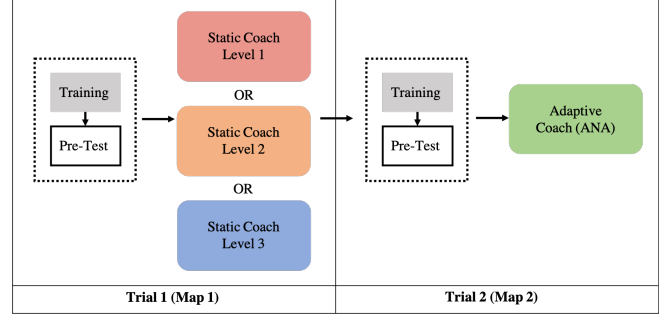 Training
Pre-Test
Static Coach
Level 1
OR
Static Coach
Level 2
OR
Static Coach
Level 3
Trial 1 (Map 1)
Training
Pre-Test
Adaptive
Coach (ANA)
Trial 2 (Map 2)